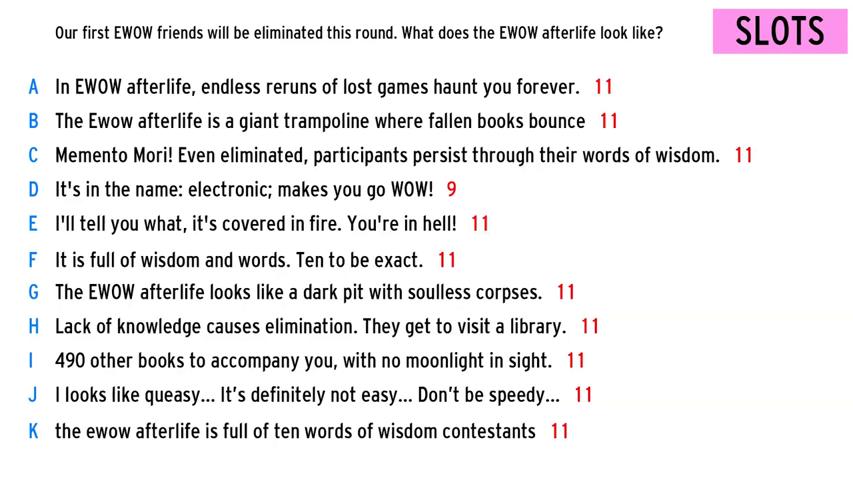 Our first EWOW friends will be eliminated this round. What does the EWOW afterlife look like?
SLOTS
A In EWOW afterlife, endless reruns of lost games haunt you forever. 11
B The Ewow afterlife is a giant trampoline where fallen books bounce 11
C Memento Mori! Even eliminated, participants persist through their words of wisdom. 11
D It's in the name: electronic; makes you go WOW! 9
E I'll tell you what, it's covered in fire. You're in hell! 11
F It is full of wisdom and words. Ten to be exact. 11
G The EWOW afterlife looks like a dark pit with soulless corpses. 11
H Lack of knowledge causes elimination. They get to visit a library. 11
I 490 other books to accompany you, with no moonlight in sight. 11
J I looks like queasy... It’s definitely not easy... Don’t be speedy... 11
K the ewow afterlife is full of ten words of wisdom contestants 11